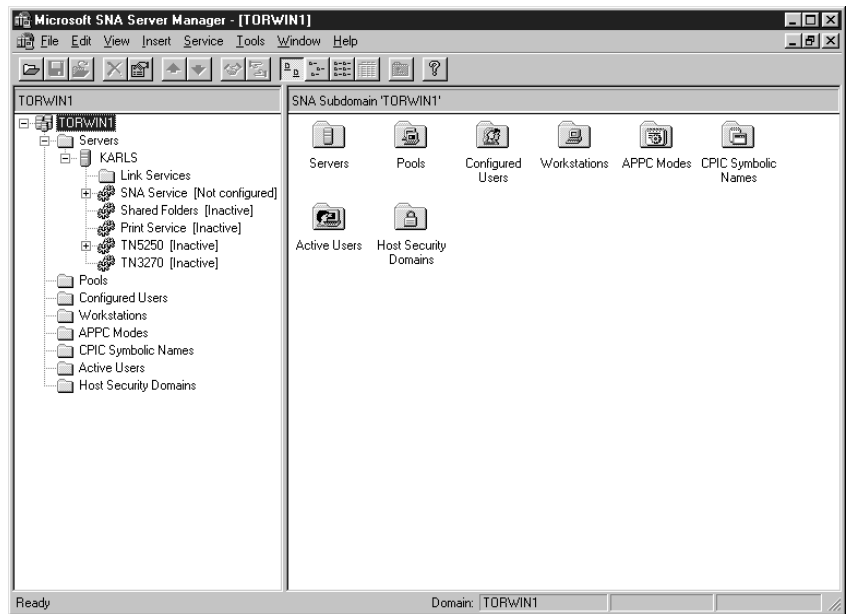 Microsoft SNA Server Manager - [TORWIN1]
File Edit View Insert Service Tools Window Help
TORWIN1
SNA Subdomain 'TORWIN1'
TORWIN1
Servers
KARLS
Link Services
SNA Service [Not configured]
Shared Folders [Inactive]
Print Service [Inactive]
TN5250 [Inactive]
TN3270 [Inactive]
Pools
Configured Users
Workstations
APPC Modes
CPIC Symbolic Names
Active Users
Host Security Domains
Servers
Pools
Configured
Users
Workstations
APPC Modes
CPIC Symbolic
Names
Active Users
Host Security
Domains
Ready
Domain: TORWIN1